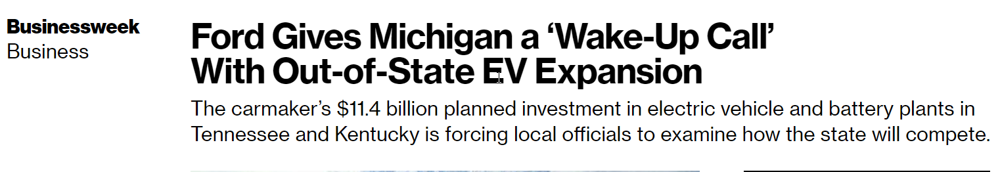 Businessweek
Business
Ford Gives Michigan a ‘Wake-Up Call’
With Out-of-State EV Expansion
The carmaker’s $11.4 billion planned investment in electric vehicle and battery plants in
Tennessee and Kentucky is forcing local officials to examine how the state will compete.